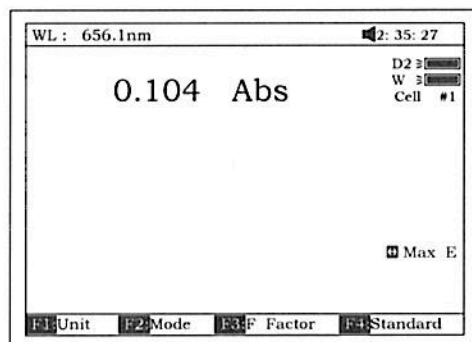 WL: 656.1nm 2: 35: 27
D2
W
0.104 Abs
Cell #1
Max E
F1:Unit F2:Mode F3:F Factor F4:Standard